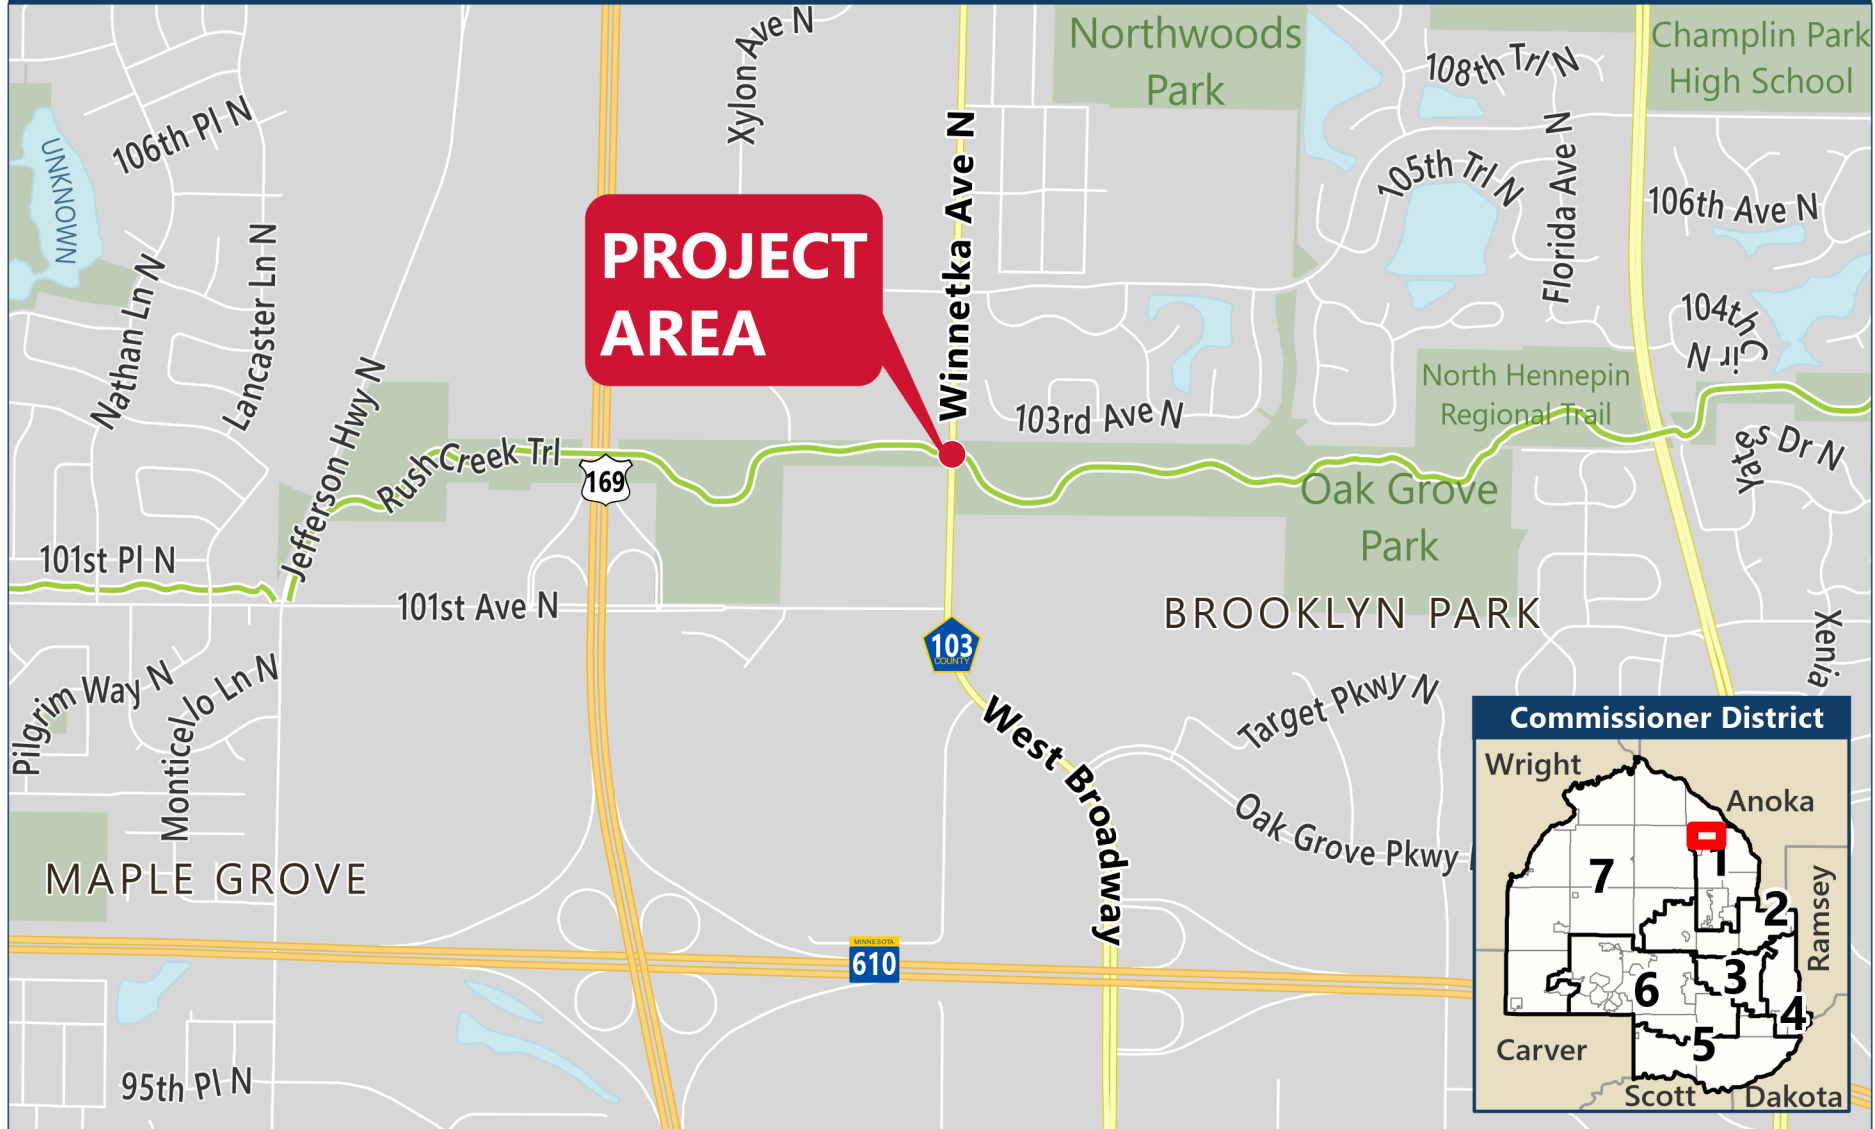 Xylon Ave N
Northwoods
Park
Champlin Park
High School
108th Trl N
106th Pl N
UNKNOWN
Winnetka Ave N
Florida Ave N
105th Trl N
106th Ave N
Nathan Ln N
Lancaster Ln N
PROJECT
AREA
104th
Cir N
Jefferson Hwy N
North Hennepin
Regional Trail
103rd Ave N
Rush Creek Trl
169
Yates Dr N
Oak Grove
Park
101st Pl N
101st Ave N
BROOKLYN PARK
103
COUNTY
Xenia
Pilgrim Way N
Monticello Ln N
West Broadway
Target Pkwy N
Oak Grove Pkwy
MAPLE GROVE
MINNESOTA
610
95th Pl N
Commissioner District
Wright
Anoka
1
7
2
Ramsey
3
6
4
5
Carver
Scott
Dakota